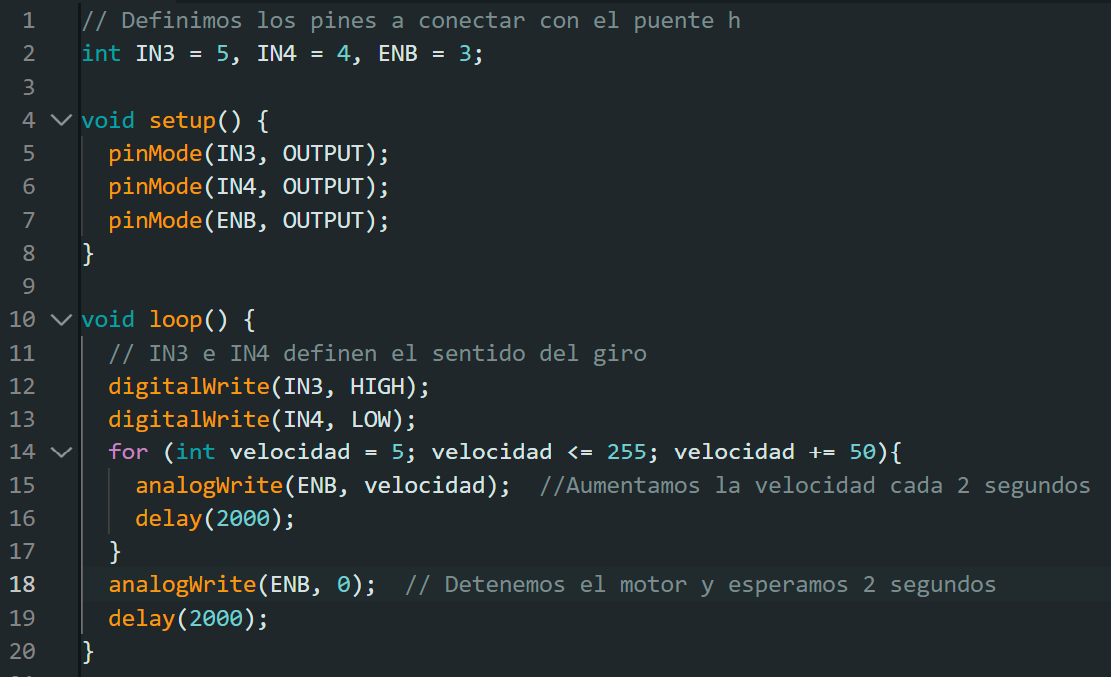 1 // Definimos los pines a conectar con el puente h
2 int IN3 = 5, IN4 = 4, ENB = 3;
3
4 void setup() {
5 pinMode(IN3, OUTPUT);
6 pinMode(IN4, OUTPUT);
7 pinMode(ENB, OUTPUT);
8 }
9
10 void loop() {
11 // IN3 e IN4 definen el sentido del giro
12 digitalWrite(IN3, HIGH);
13 digitalWrite(IN4, LOW);
14 for (int velocidad = 5; velocidad <= 255; velocidad += 50){
15 analogWrite(ENB, velocidad); //Aumentamos la velocidad cada 2 segundos
16 delay(2000);
17 }
18 analogWrite(ENB, 0); // Detenemos el motor y esperamos 2 segundos
19 delay(2000);
20 }